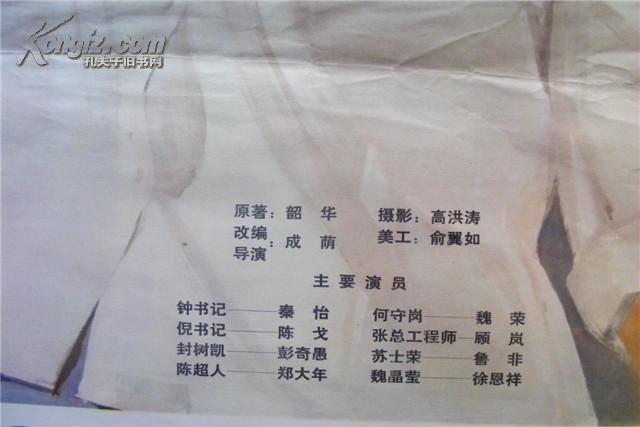 Kongfz.com
孔夫子旧书网
原著：韶 华 摄影：高洪涛
改编
导演：成 荫 美工：俞翼如
主要演员
钟书记——秦 怡 何守岗——魏 荣
倪书记——陈 戈 张总工程师——顾 岚
封树凯——彭奇愚 苏士荣——鲁 非
陈超人——郑大年 魏晶莹——徐恩祥